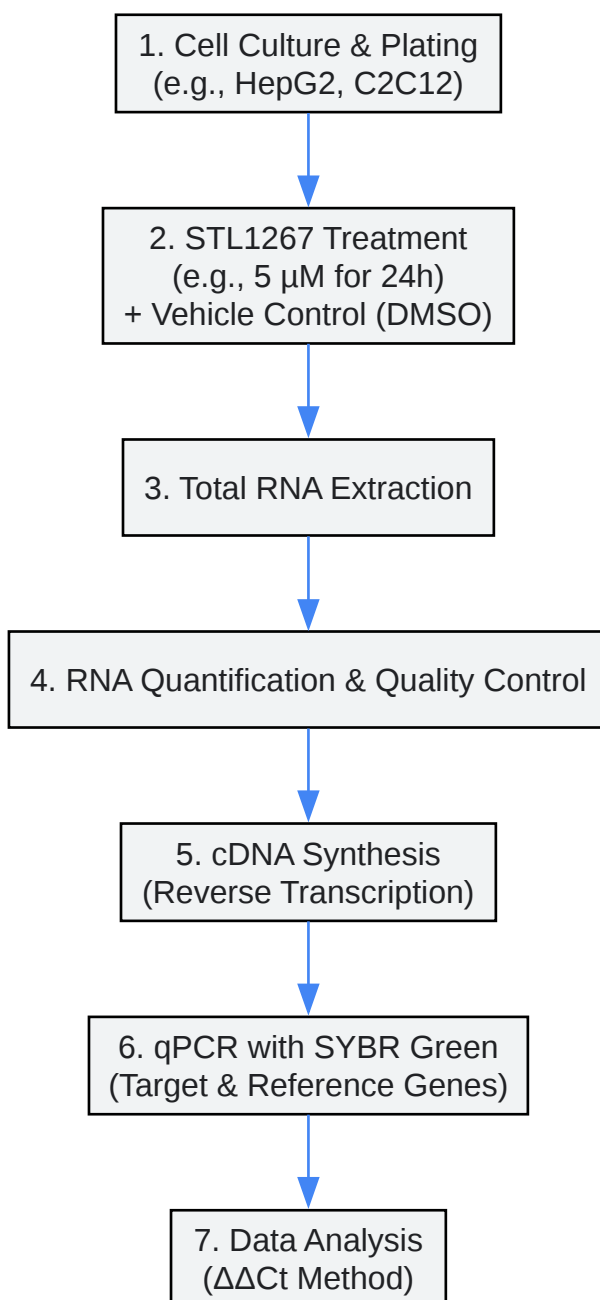 1. Cell Culture & Plating
(e.g., HepG2, C2C12)
2. STL1267 Treatment
(e.g., 5 µM for 24h)
+ Vehicle Control (DMSO)
3. Total RNA Extraction
4. RNA Quantification & Quality Control
5. cDNA Synthesis
(Reverse Transcription)
6. qPCR with SYBR Green
(Target & Reference Genes)
7. Data Analysis
(ΔΔCt Method)